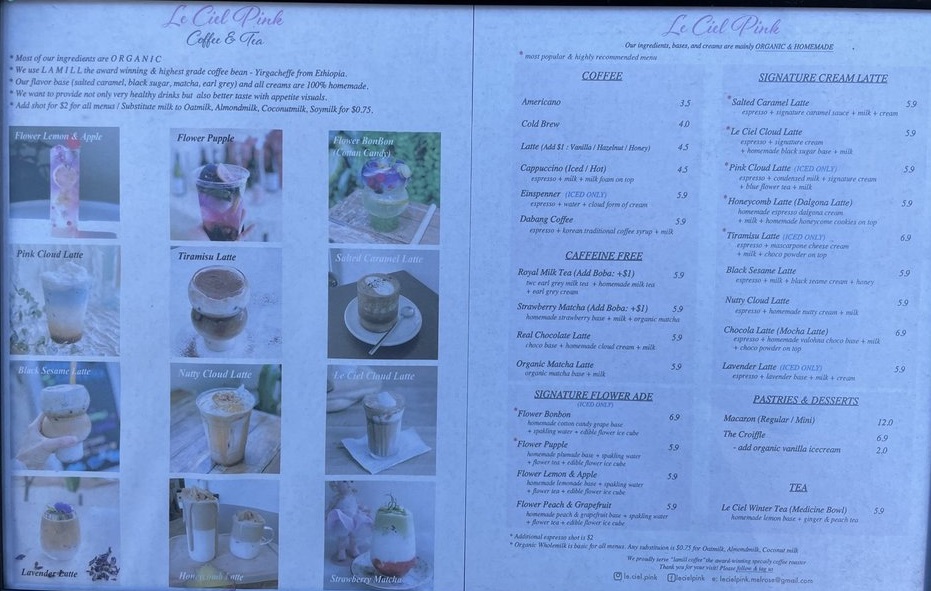 Le Ciel Pink
Coffee & Tea
* Most of our ingredients are O R G A N I C
* We use L A M I L L the award winning & highest grade coffee bean - Yirgacheffe from Ethiopia.
* Our flavor base (salted caramel, black sugar, matcha, earl grey) and all creams are 100% homemade.
* We want to provide not only very healthy drinks but also better taste with appetite visuals.
* Add shot for $2 for all menus / Substitute milk to Oatmilk, Almondmilk, Coconutmilk, Soymilk for $0.75.
Flower Lemon & Apple
Flower Pupple
Flower BonBon
(Cotton Candy)
Pink Cloud Latte
Tiramisu Latte
Salted Caramel Latte
Black Sesame Latte
Nutty Cloud Latte
Le Ciel Cloud Latte
Lavender Latte
Honeycomb Latte
Strawberry Matcha
Le Ciel Pink
Our ingredients, bases, and creams are mainly ORGANIC & HOMEMADE
* most popular & highly recommended menu
COFFEE
Americano 3.5
Cold Brew 4.0
Latte (Add $1 : Vanilla / Hazelnut / Honey) 4.5
Cappuccino (Iced / Hot) 4.5
espresso + milk + milk foam on top
Einspenner (ICED ONLY) 5.9
espresso + water + cloud form of cream
Dabang Coffee 5.9
espresso + korean traditional coffee syrup + milk
CAFFEINE FREE
Royal Milk Tea (Add Boba: +$1) 5.9
twc earl grey milk tea + homemade milk tea
+ earl grey cream
Strawberry Matcha (Add Boba: +$1) 5.9
homemade strawberry base + milk + organic matcha
Real Chocolate Latte 5.9
choco base + homemade cloud cream + milk
Organic Matcha Latte 5.9
organic matcha base + milk
SIGNATURE FLOWER ADE
(ICED ONLY)
*Flower Bonbon 6.9
homemade cotton candy grape base
+ spakling water + edible flower ice cube
*Flower Pupple 5.9
homemade plumade base + spakling water
+ flower tea + edible flower ice cube
Flower Lemon & Apple 5.9
homemade lemonade base + spakling water
+ flower tea + edible flower ice cube
Flower Peach & Grapefruit 5.9
homemade peach & grapefruit base + spakling water
+ flower tea + edible flower ice cube
SIGNATURE CREAM LATTE
*Salted Caramel Latte 5.9
espresso + signature caramel sauce + milk + cream
*Le Ciel Cloud Latte 5.9
espresso + signature cream
+ homemade black sugar base + milk
*Pink Cloud Latte (ICED ONLY) 5.9
espresso + condensed milk + signature cream
+ blue flower tea + milk
*Honeycomb Latte (Dalgona Latte) 5.9
homemade espresso dalgona cream
+ milk + homemade honeycome cookies on top
*Tiramisu Latte (ICED ONLY) 6.9
espresso + mascarpone cheese cream
+ milk + choco powder on top
Black Sesame Latte 5.9
espresso + milk + black seame cream + honey
Nutty Cloud Latte 5.9
espresso + homemade nutty cream + milk
Chocola Latte (Mocha Latte) 6.9
espresso + homemade valohna choco base + milk
+ choco powder on top
Lavender Latte (ICED ONLY) 5.9
espresso + lavender base + milk + cream
PASTRIES & DESSERTS
Macaron (Regular / Mini) 12.0
The Croiffle 6.9
- add organic vanilla icecream 2.0
TEA
Le Ciel Winter Tea (Medicine Bowl) 5.9
homemade lemon base + ginger & peach tea
* Additional espresso shot is $2
* Organic Wholemilk is basic for all menus. Any substituion is $0.75 for Oatmilk, Almondmilk, Coconut milk
We proudly serve "lamill coffee" the award winning specialty coffee roaster
Thank you for your visit! Please follow & tag us
le.ciel.pink lecielpink e: lecielpink.melrose@gmail.com